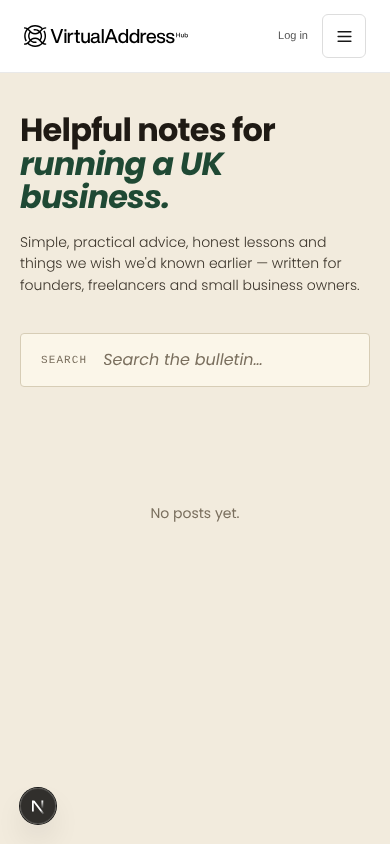 VirtualAddressHub
Log in
Helpful notes for
running a UK
business.
Simple, practical advice, honest lessons and
things we wish we'd known earlier — written for
founders, freelancers and small business owners.
SEARCH Search the bulletin...
No posts yet.
N